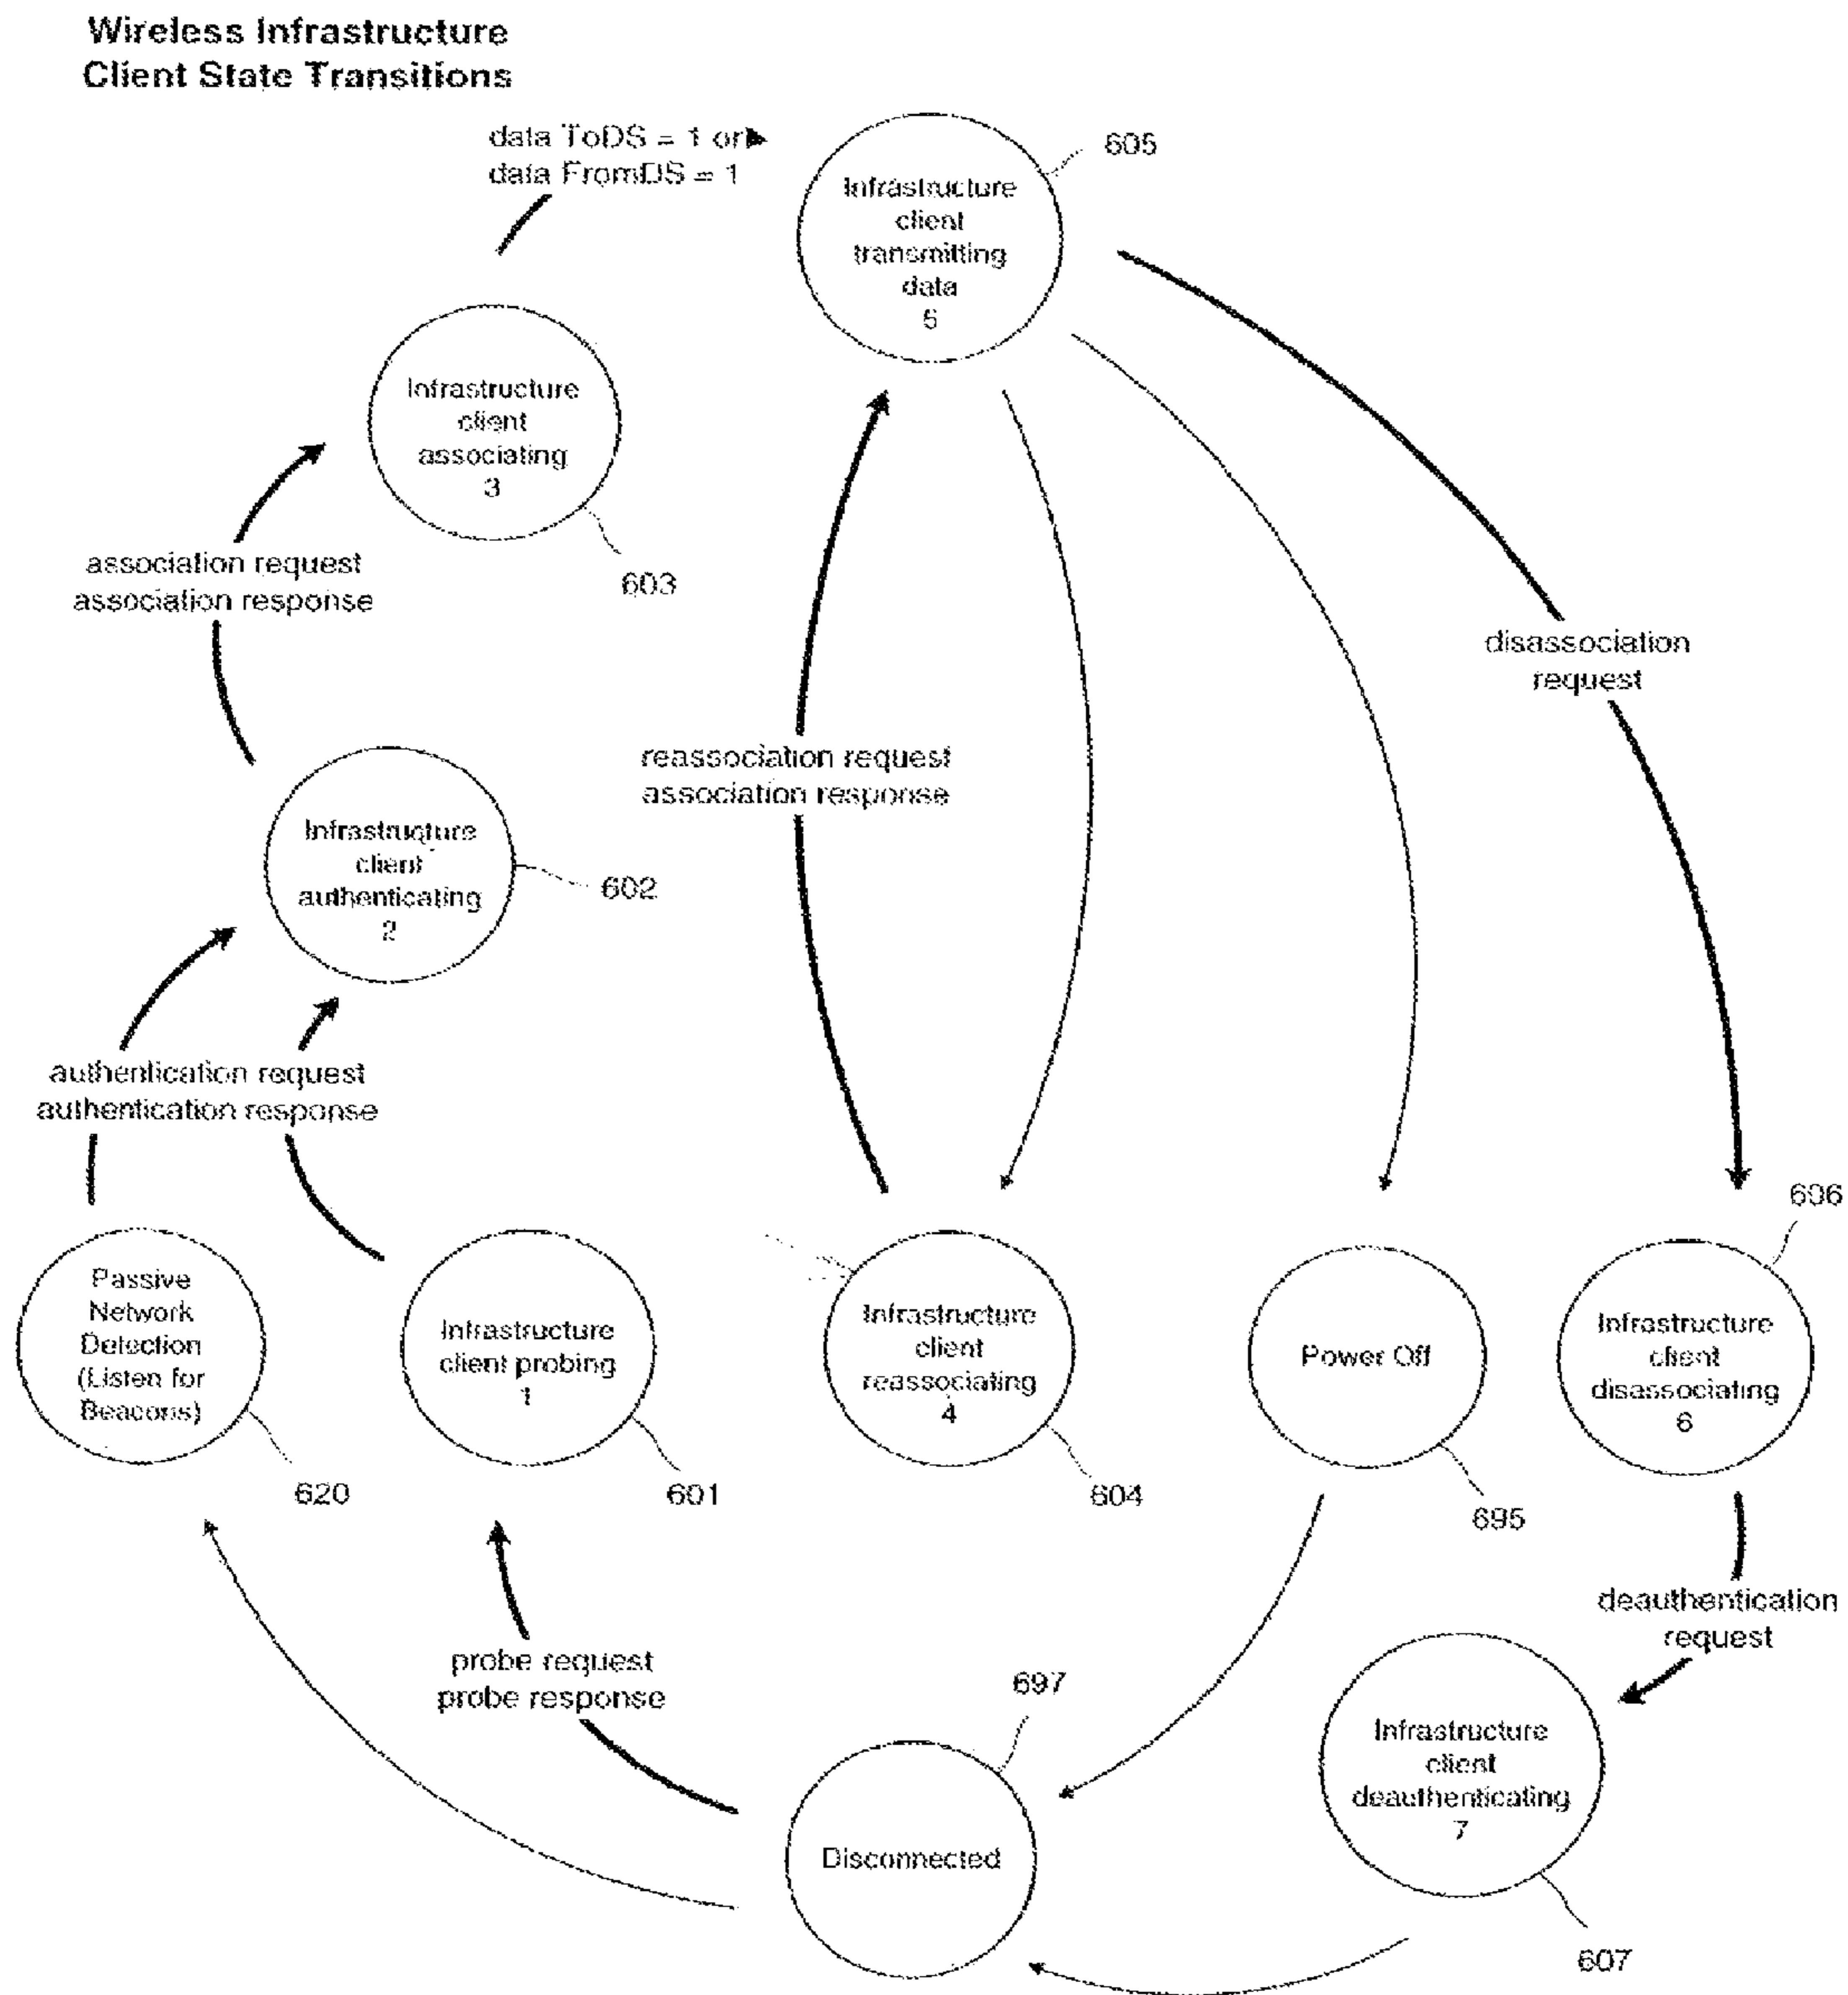 Wireless Infrastructure
Client State Transitions
data ToDS = 1 or
data FromDS = 1
605
Infrastructure
client
transmitting
data
5
Infrastructure
client
associating
3
603
association request
association response
disassociation
request
reassociation request
association response
Infrastructure
client
authenticating
2
602
authentication request
authentication response
606
Passive
Network
Detection
(Listen for
Beacons)
620
Infrastructure
client probing
1
601
Infrastructure
client
reassociating
4
604
Power Off
695
Infrastructure
client
disassociating
6
deauthentication
request
probe request
probe response
697
Disconnected
Infrastructure
client
deauthenticating
7
607